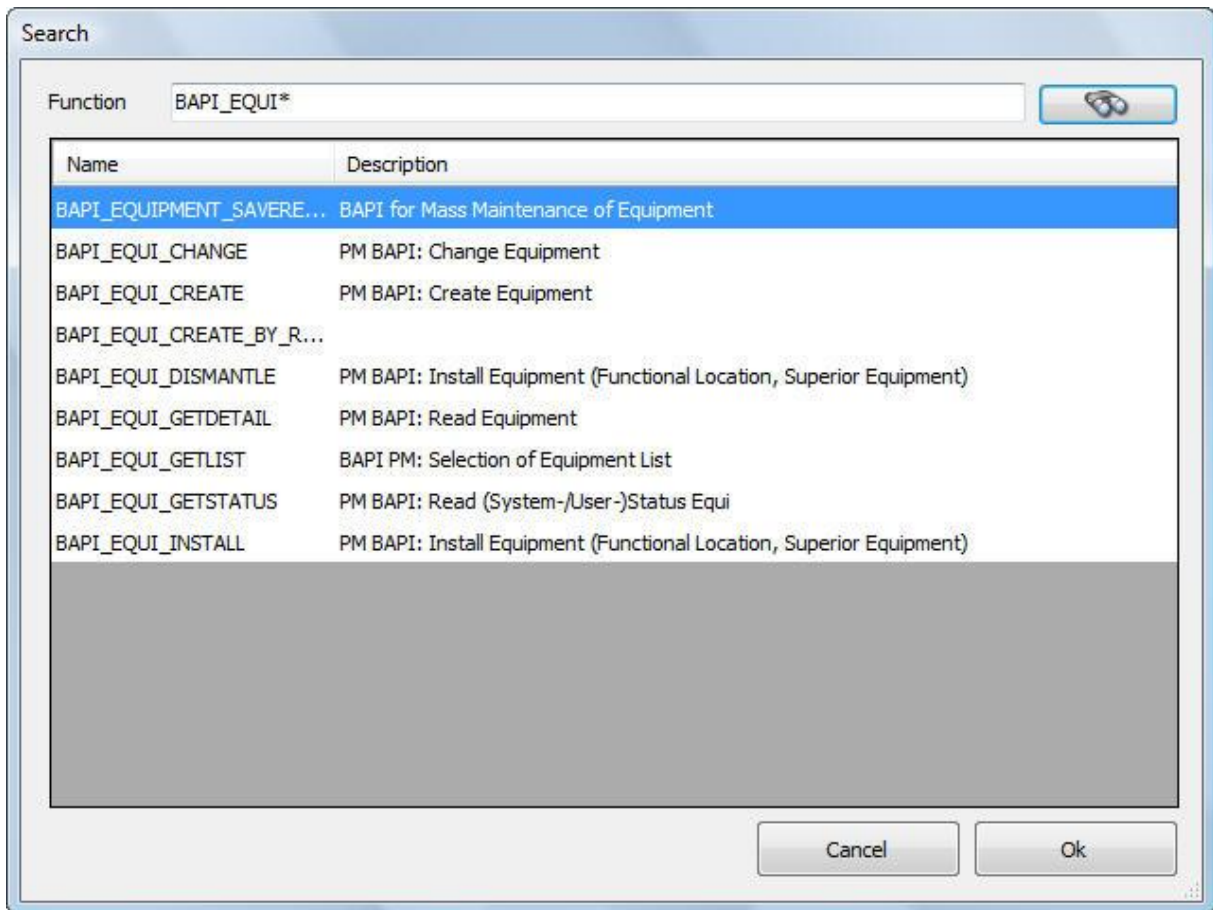 Search
Function BAPI_EQUI*
Name Description
BAPI_EQUIPMENT_SAVERE... BAPI for Mass Maintenance of Equipment
BAPI_EQUI_CHANGE PM BAPI: Change Equipment
BAPI_EQUI_CREATE PM BAPI: Create Equipment
BAPI_EQUI_CREATE_BY_R...
BAPI_EQUI_DISMANTLE PM BAPI: Install Equipment (Functional Location, Superior Equipment)
BAPI_EQUI_GETDETAIL PM BAPI: Read Equipment
BAPI_EQUI_GETLIST BAPI PM: Selection of Equipment List
BAPI_EQUI_GETSTATUS PM BAPI: Read (System-/User-)Status Equi
BAPI_EQUI_INSTALL PM BAPI: Install Equipment (Functional Location, Superior Equipment)
Cancel Ok